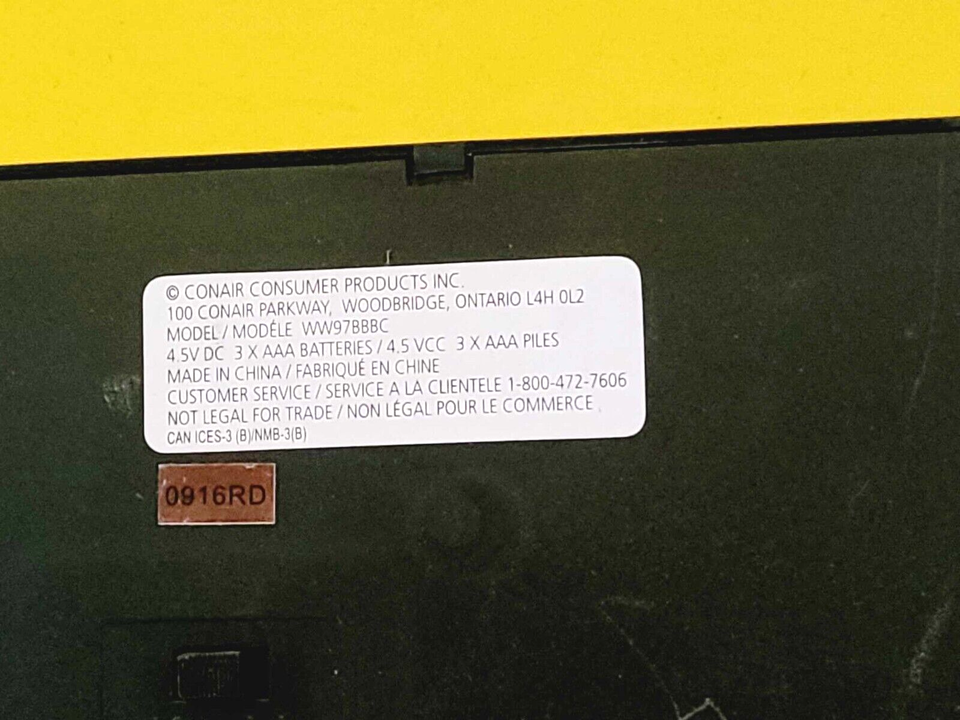 © CONAIR CONSUMER PRODUCTS INC.
100 CONAIR PARKWAY, WOODBRIDGE, ONTARIO L4H 0L2
MODEL / MODÉLE WW97BBBC
4.5V DC 3 X AAA BATTERIES / 4.5 VCC 3 X AAA PILES
MADE IN CHINA / FABRIQUÉ EN CHINE
CUSTOMER SERVICE / SERVICE A LA CLIENTELE 1-800-472-7606
NOT LEGAL FOR TRADE / NON LÉGAL POUR LE COMMERCE
CAN ICES-3 (B)/NMB-3(B)
0916RD